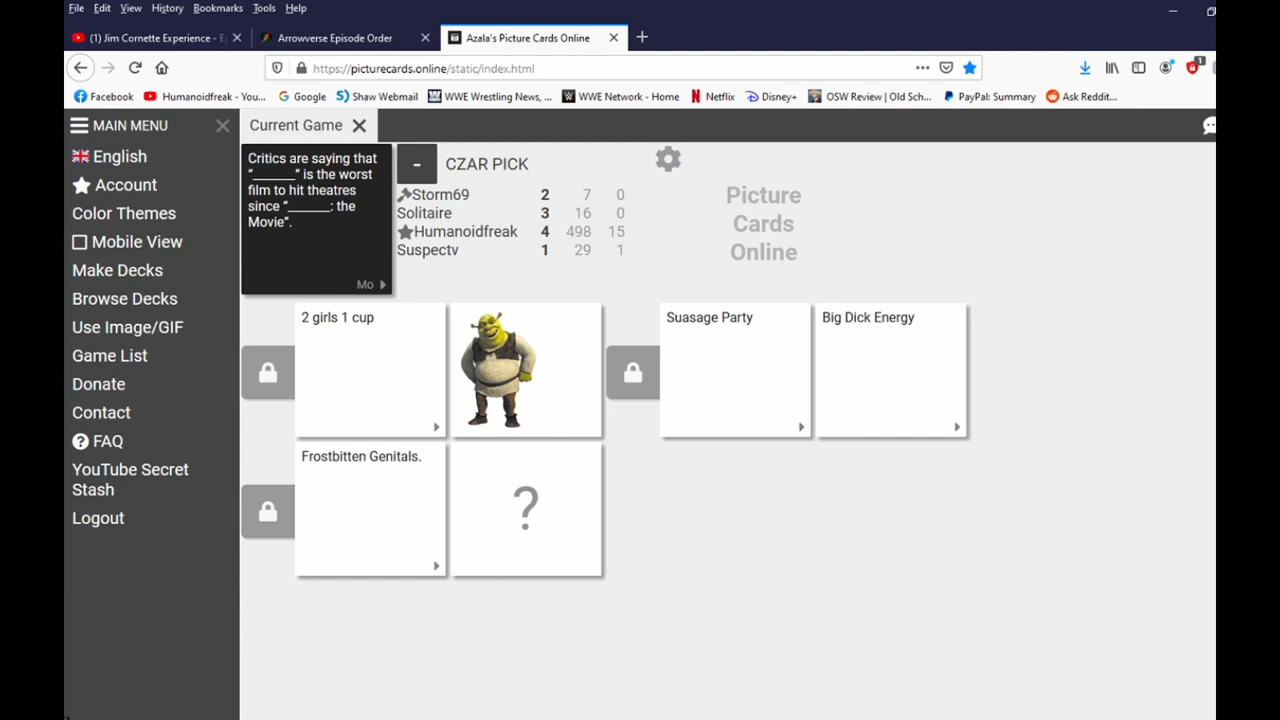 File Edit View History Bookmarks Tools Help
(1) Jim Cornette Experience - E
Arrowverse Episode Order
Azala's Picture Cards Online
https://picturecards.online/static/index.html
1
Facebook
Humanoidfreak - You...
Google
Shaw Webmail
WWE Wrestling News, ...
WWE Network - Home
Netflix
Disney+
OSW Review | Old Sch...
PayPal: Summary
Ask Reddit...
MAIN MENU
Current Game
English
Account
Color Themes
Mobile View
Make Decks
Browse Decks
Use Image/GIF
Game List
Donate
Contact
FAQ
YouTube Secret
Stash
Logout
Critics are saying that
“______” is the worst
film to hit theatres
since “______: the
Movie”.
Mo
- CZAR PICK
Storm69 2 7 0
Solitaire 3 16 0
Humanoidfreak 4 498 15
Suspectv 1 29 1
Picture
Cards
Online
2 girls 1 cup
Suasage Party
Big Dick Energy
Frostbitten Genitals.
?